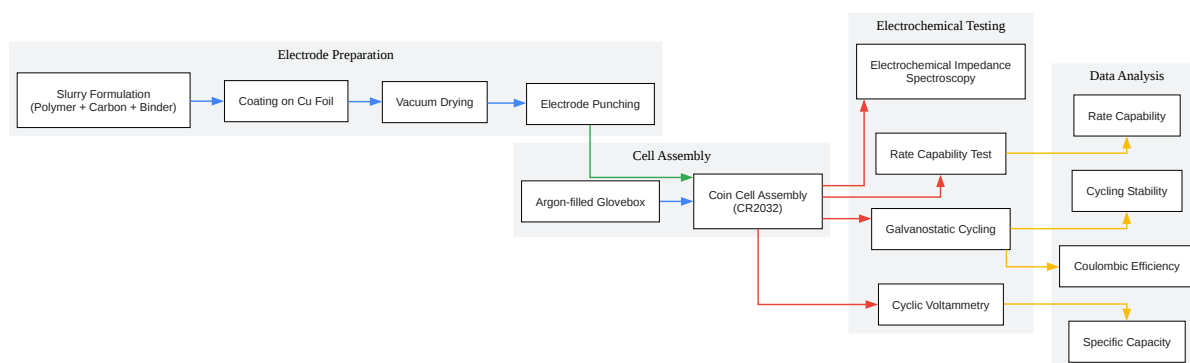 Electrode Preparation
Slurry Formulation
(Polymer + Carbon + Binder)
Coating on Cu Foil
Vacuum Drying
Electrode Punching
Cell Assembly
Argon-filled Glovebox
Coin Cell Assembly
(CR2032)
Electrochemical Testing
Electrochemical Impedance
Spectroscopy
Rate Capability Test
Galvanostatic Cycling
Cyclic Voltammetry
Data Analysis
Rate Capability
Cycling Stability
Coulombic Efficiency
Specific Capacity